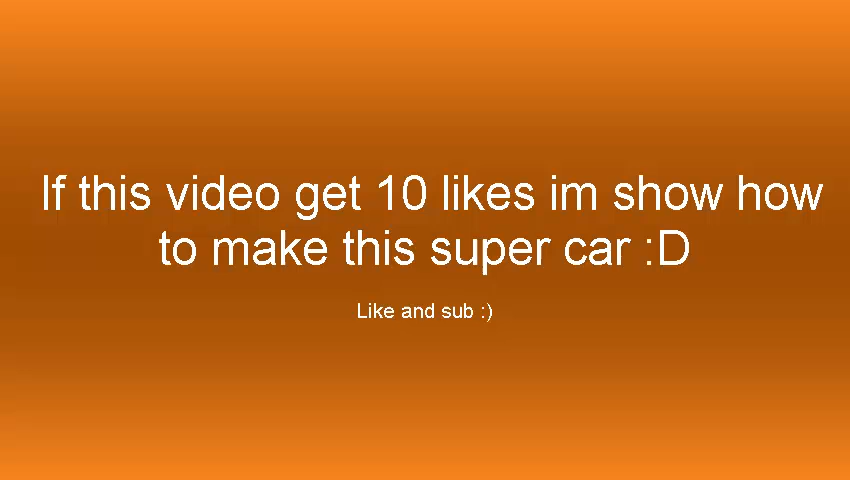 If this video get 10 likes im show how
to make this super car :D
Like and sub :)